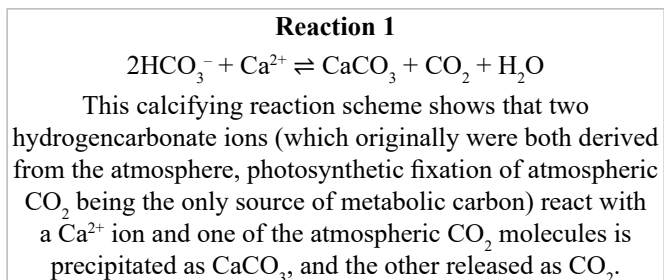 Reaction 1
2HCO₃⁻ + Ca²⁺ ⇌ CaCO₃ + CO₂ + H₂O
This calcifying reaction scheme shows that two
hydrogencarbonate ions (which originally were both derived
from the atmosphere, photosynthetic fixation of atmospheric
CO₂ being the only source of metabolic carbon) react with
a Ca²⁺ ion and one of the atmospheric CO₂ molecules is
precipitated as CaCO₃, and the other released as CO₂.